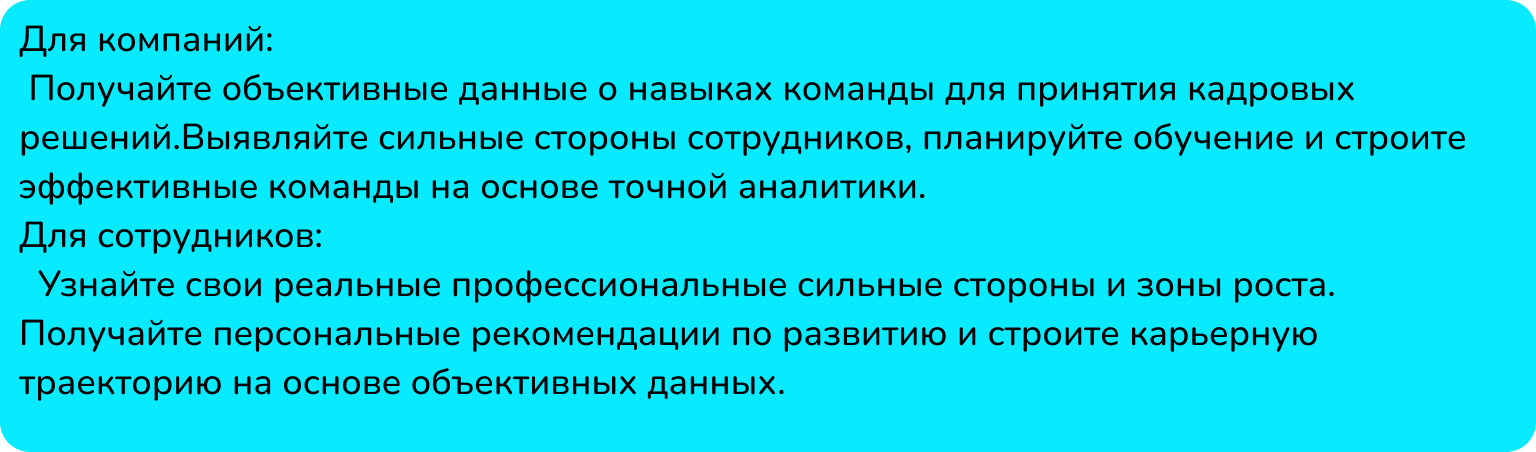 Для компаний:
Получайте объективные данные о навыках команды для принятия кадровых
решений.Выявляйте сильные стороны сотрудников, планируйте обучение и строите
эффективные команды на основе точной аналитики.
Для сотрудников:
Узнайте свои реальные профессиональные сильные стороны и зоны роста.
Получайте персональные рекомендации по развитию и строите карьерную
траекторию на основе объективных данных.